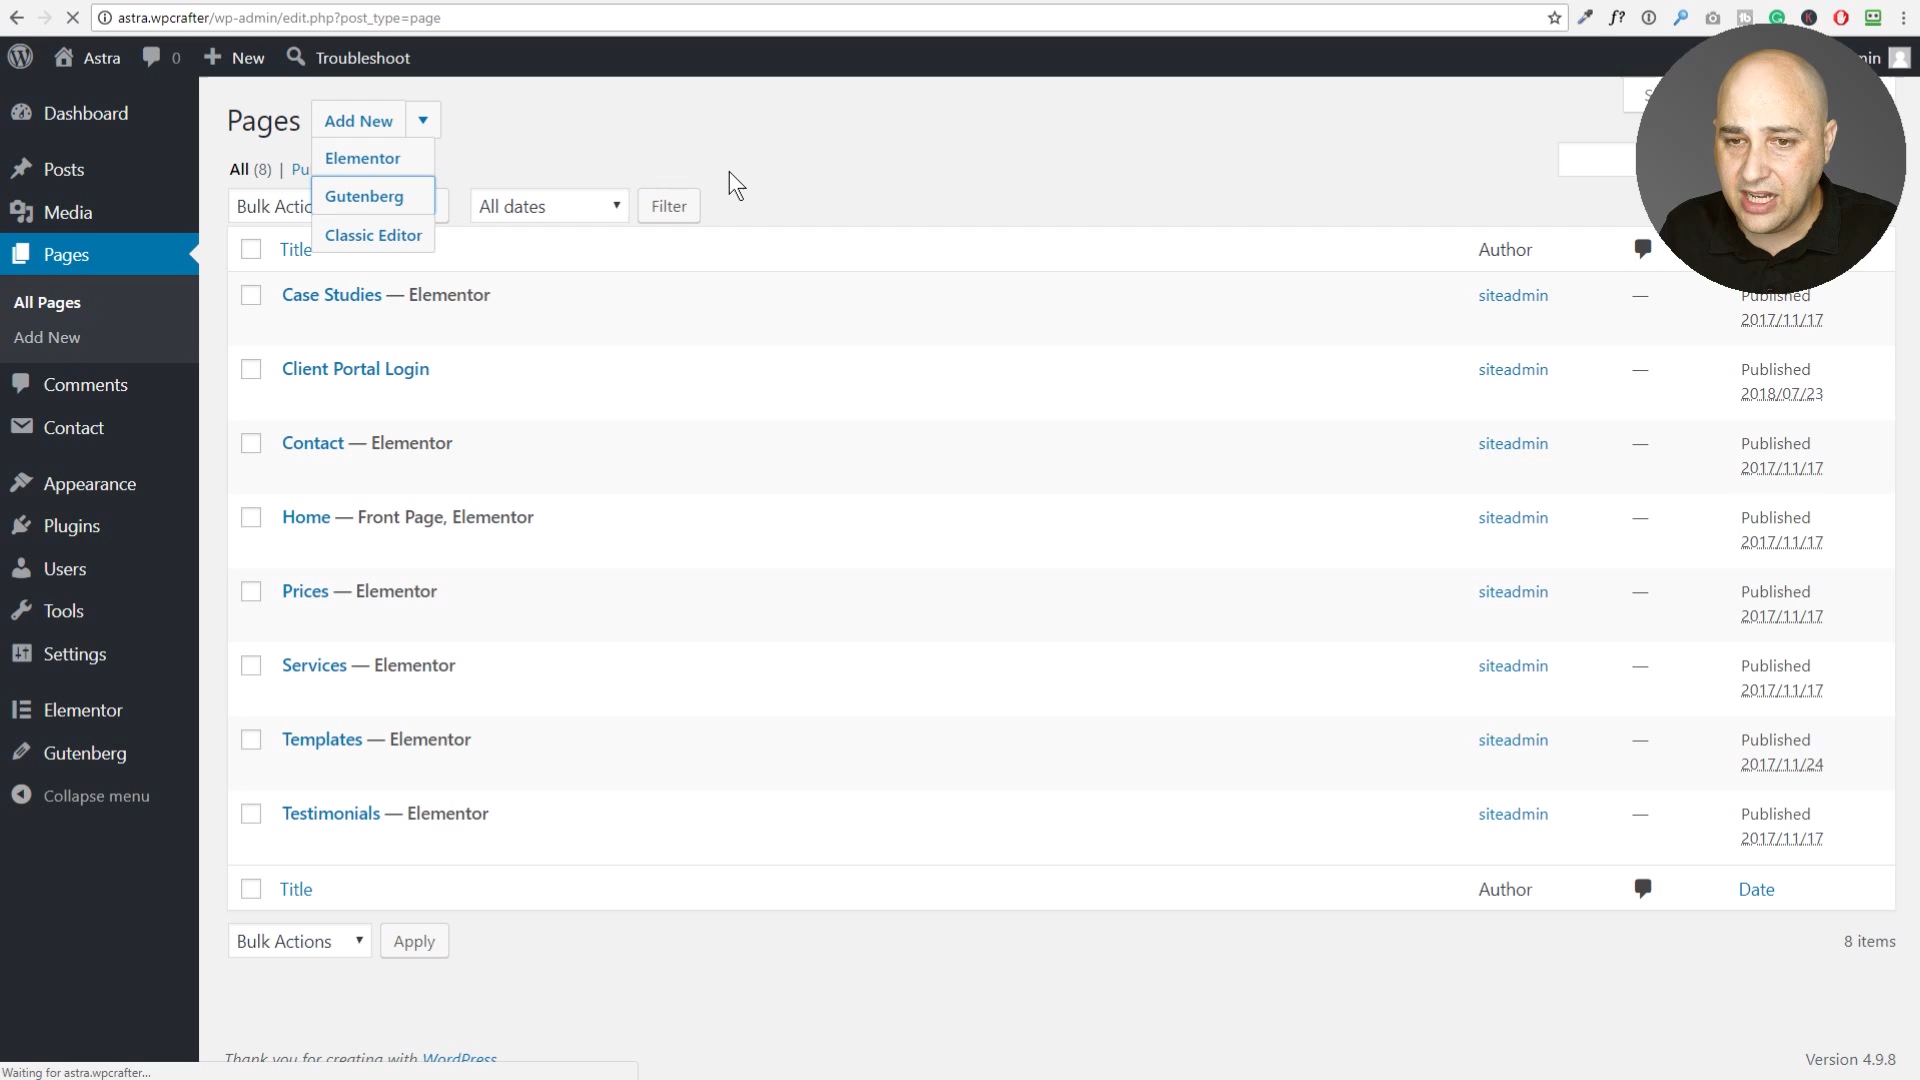 astra.wpcrafter/wp-admin/edit.php?post_type=page
f?
Astra 0 New Troubleshoot min
Dashboard
Posts
Media
Pages
All Pages
Add New
Comments
Contact
Appearance
Plugins
Users
Tools
Settings
Elementor
Gutenberg
Collapse menu
Pages Add New
Elementor
Gutenberg
Classic Editor
All (8) | Pu
Bulk Actio All dates Filter
Title Author
Case Studies — Elementor siteadmin — Published
2017/11/17
Client Portal Login siteadmin — Published
2018/07/23
Contact — Elementor siteadmin — Published
2017/11/17
Home — Front Page, Elementor siteadmin — Published
2017/11/17
Prices — Elementor siteadmin — Published
2017/11/17
Services — Elementor siteadmin — Published
2017/11/17
Templates — Elementor siteadmin — Published
2017/11/24
Testimonials — Elementor siteadmin — Published
2017/11/17
Title Author Date
Bulk Actions Apply 8 items
Thank you for creating with WordPress
Version 4.9.8
Waiting for astra.wpcrafter...